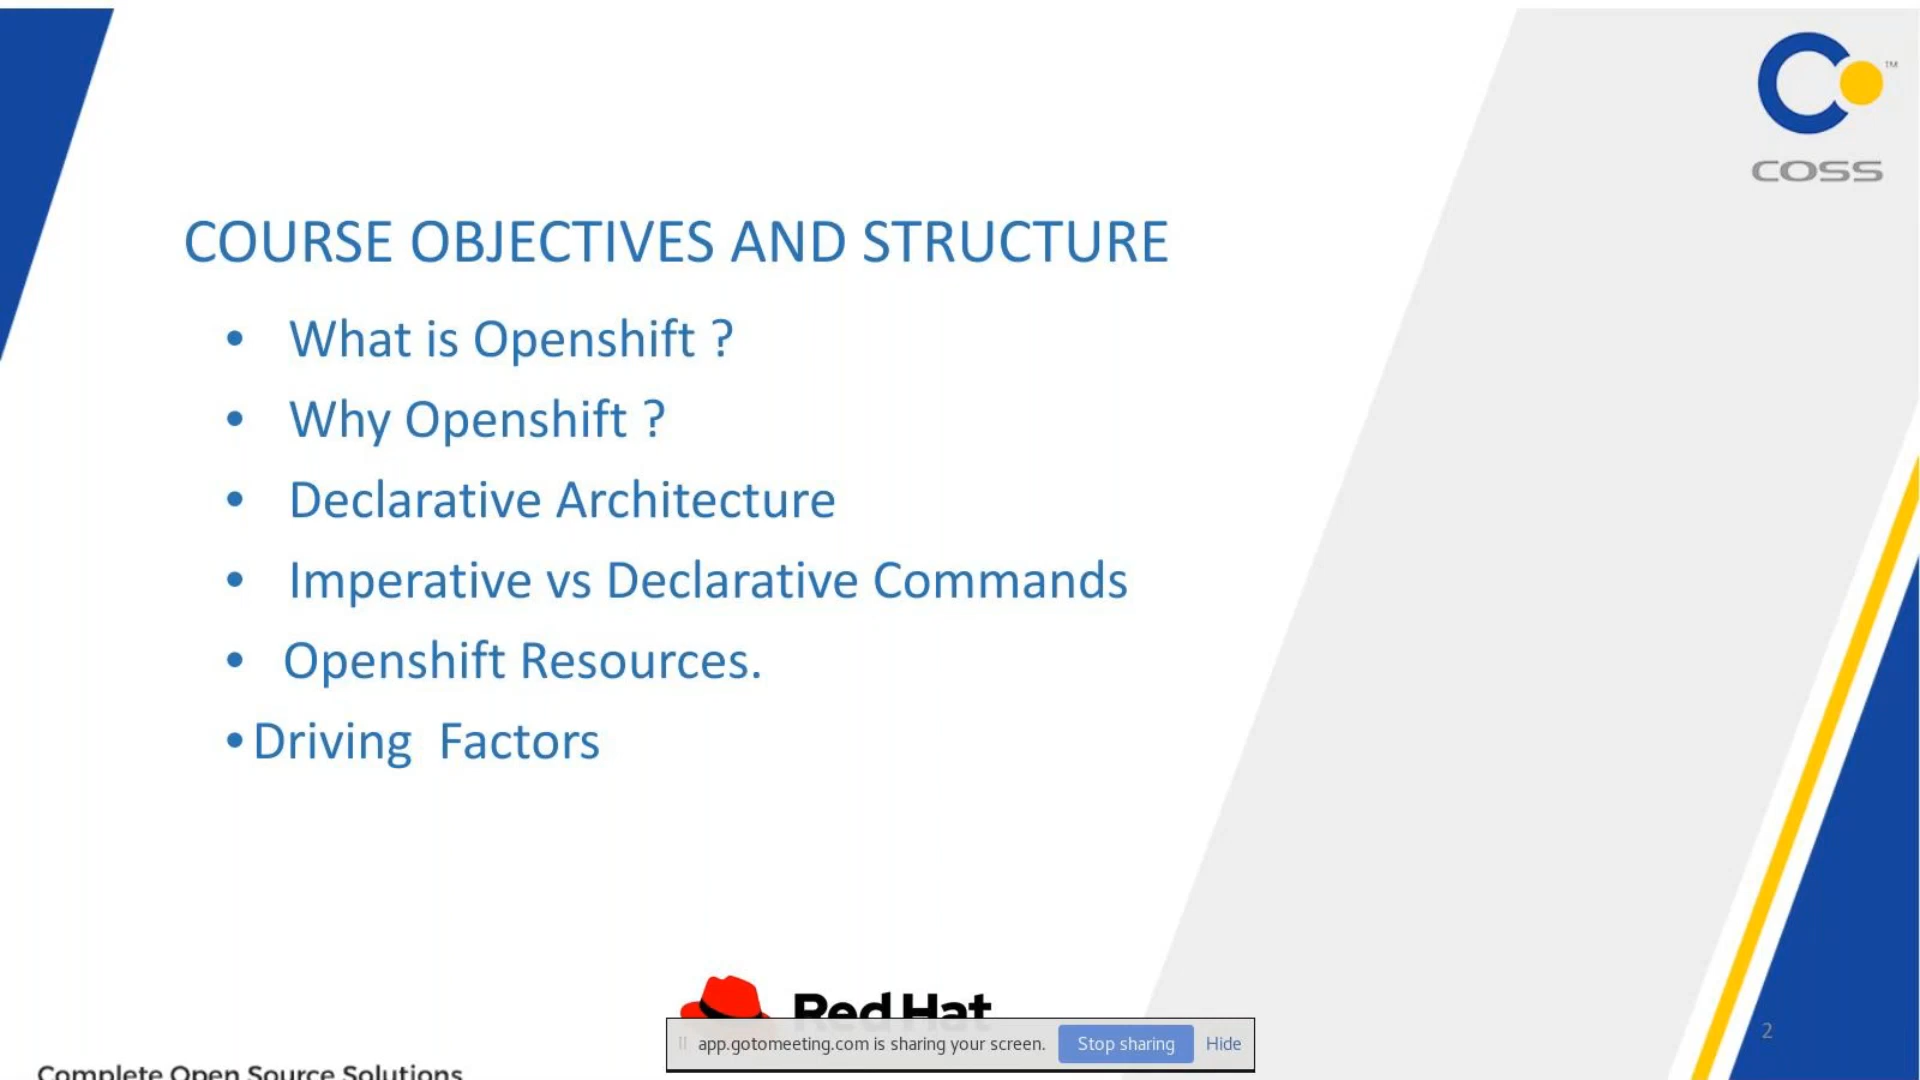 TM
COSS
COURSE OBJECTIVES AND STRUCTURE
• What is Openshift ?
• Why Openshift ?
• Declarative Architecture
• Imperative vs Declarative Commands
• Openshift Resources.
• Driving Factors
Red Hat
app.gotomeeting.com is sharing your screen. Stop sharing Hide
2
Complete Open Source Solutions